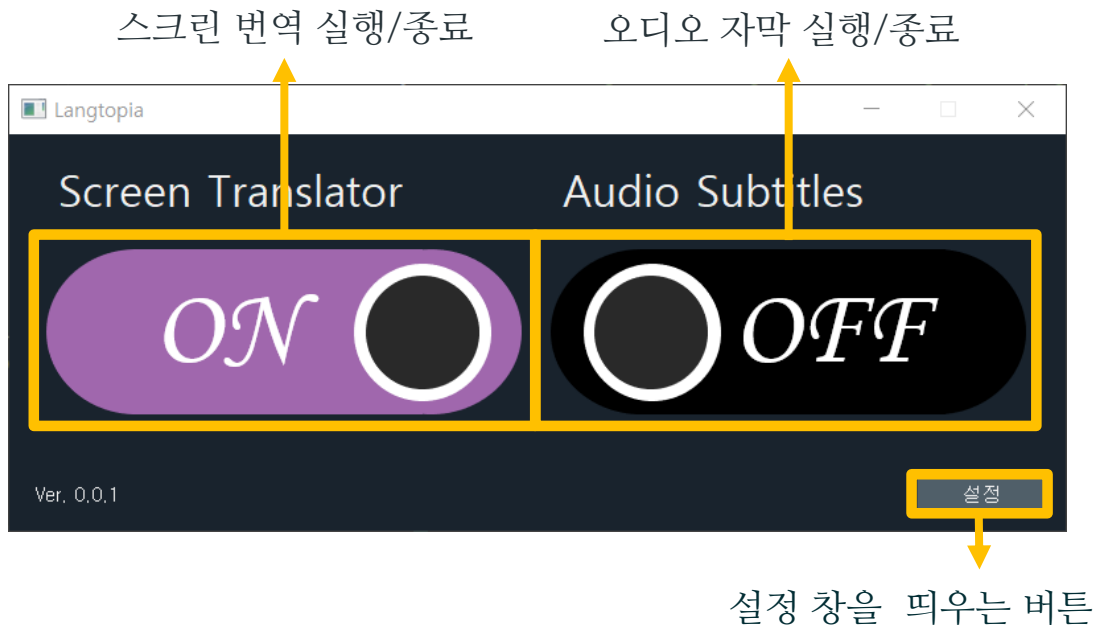 스크린 번역 실행/종료
오디오 자막 실행/종료
Langtopia
Screen Translator
Audio Subtitles
ON
OFF
Ver. 0.0.1
설정
설정 창을 띄우는 버튼